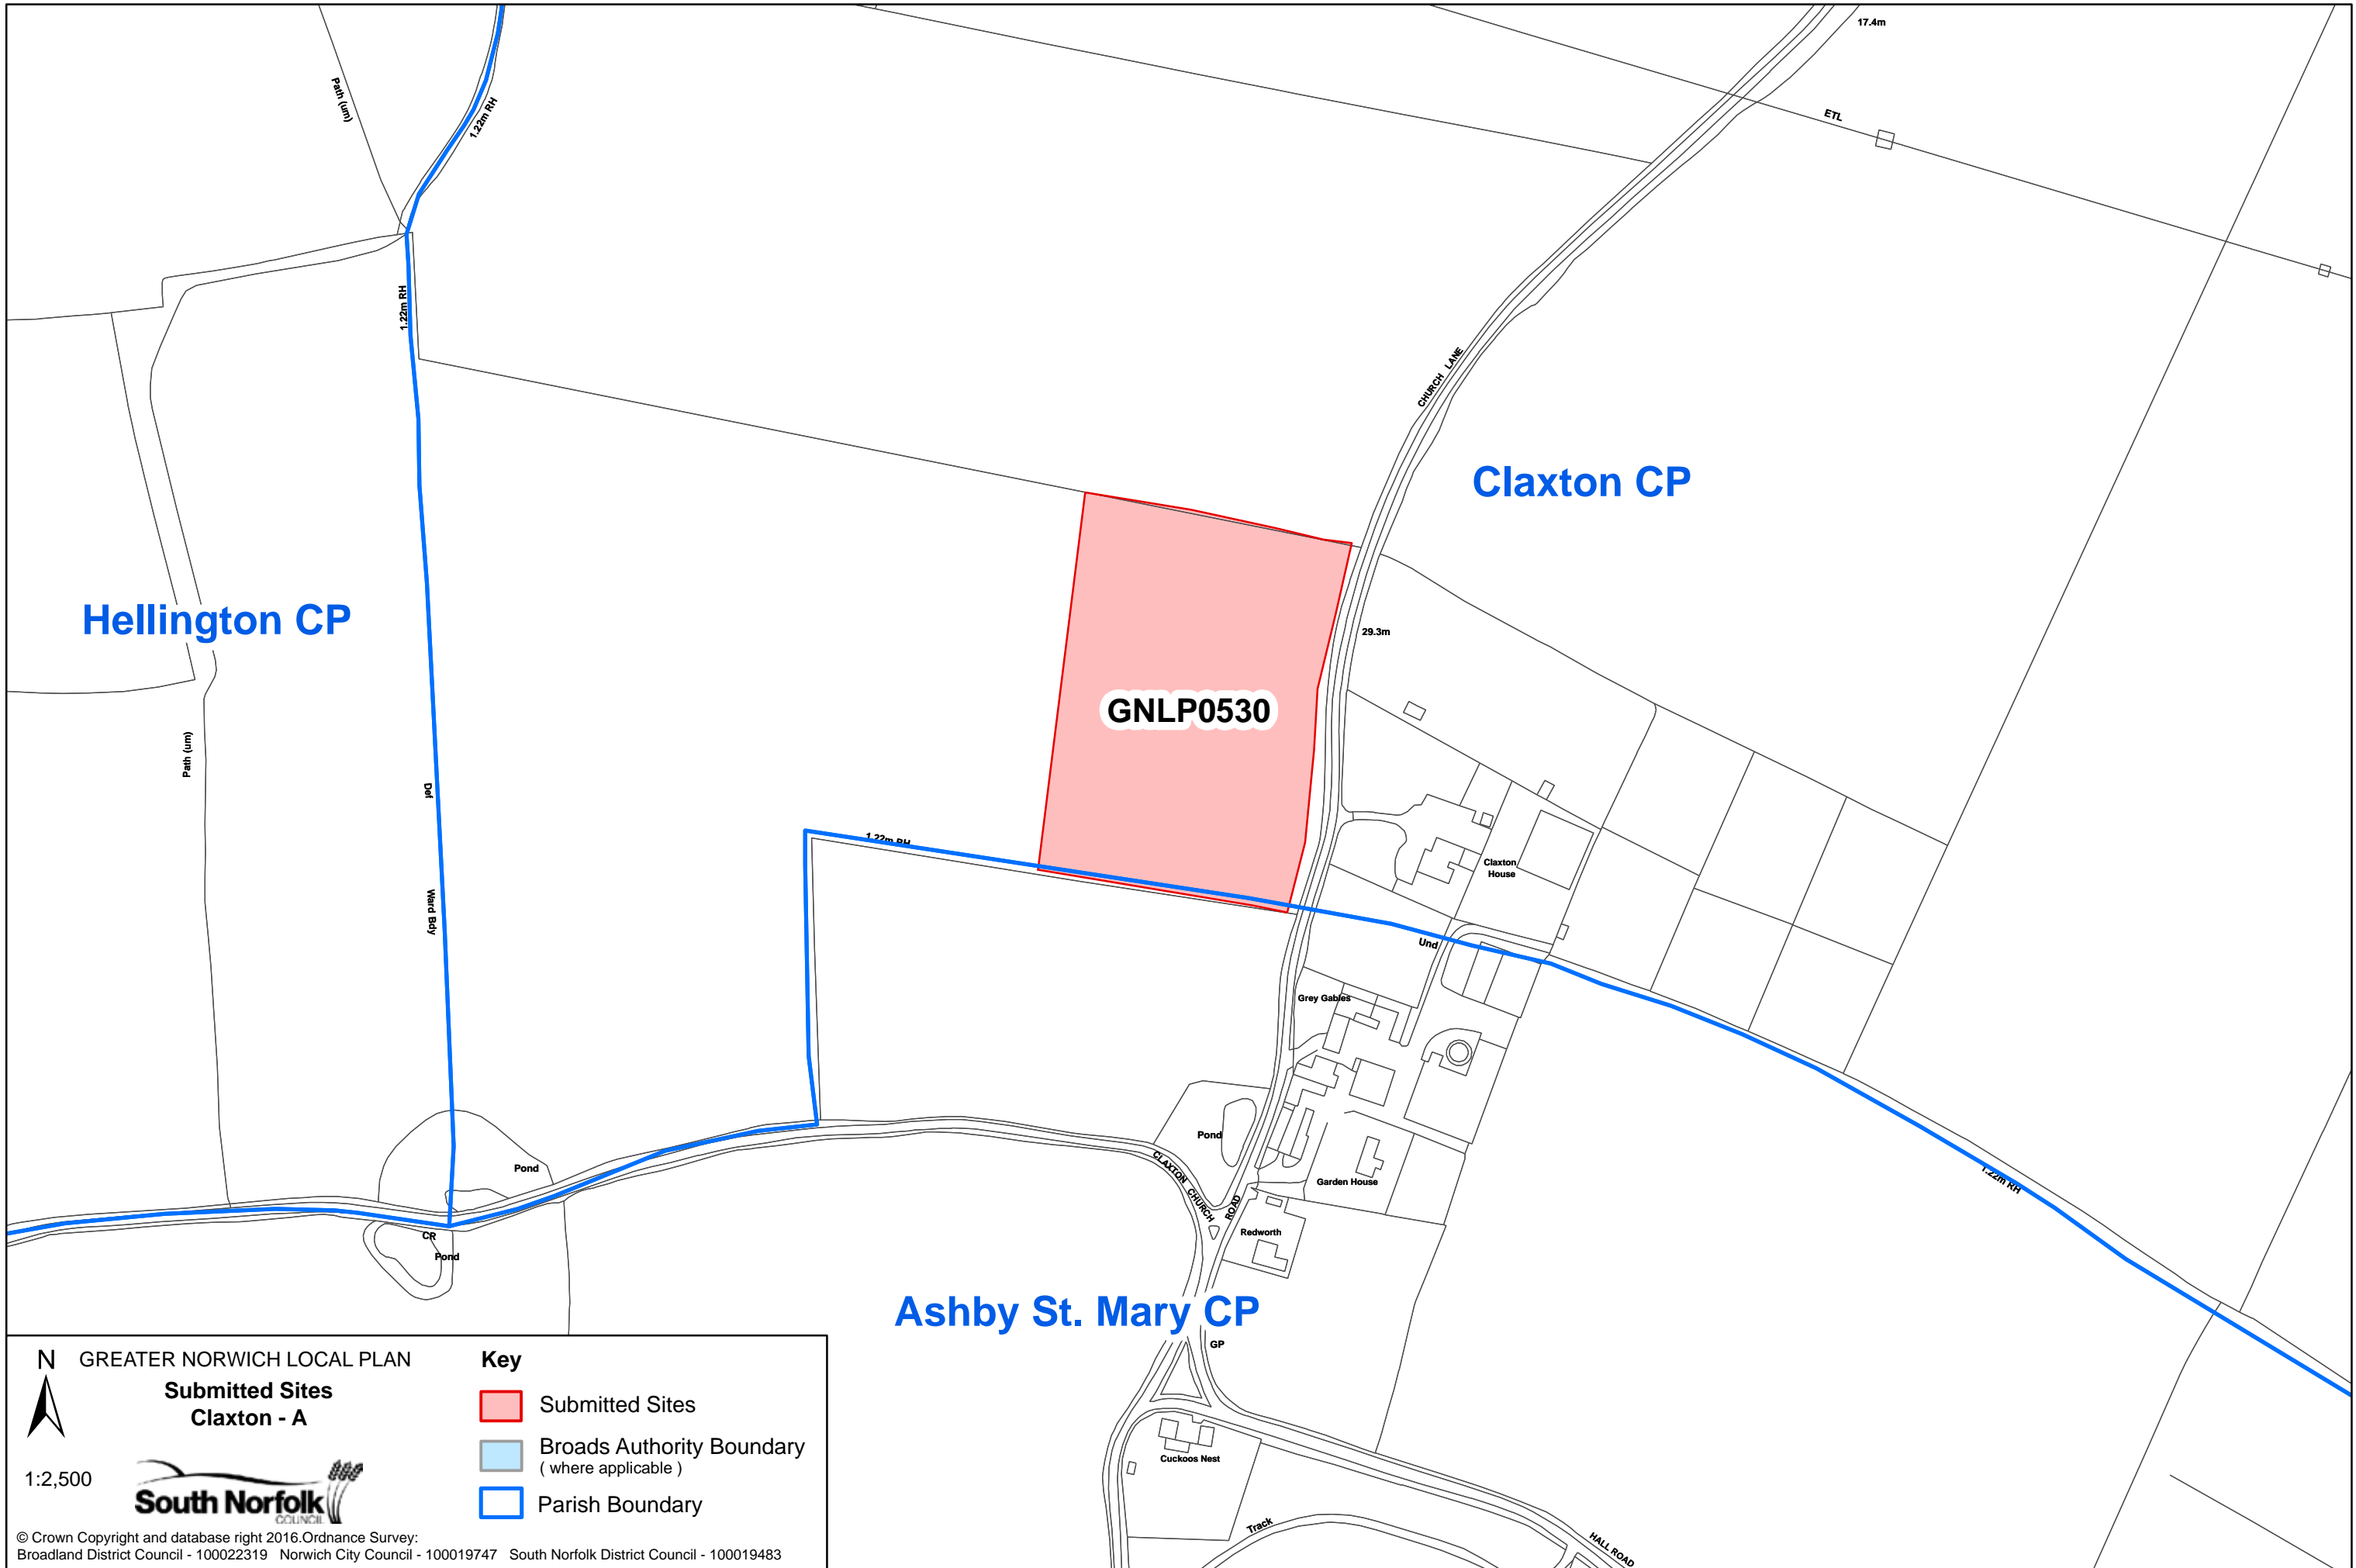 17.4m
Path (um)
1.22m RH
ETL
1.22m RH
CHURCH LANE
Claxton CP
Hellington CP
29.3m
GNLP0530
Path (um)
Def
1.22m RH
Claxton
House
Ward Bdy
Und
Grey Gables
Pond
Pond
CLAXTON CHURCH ROAD
Garden House
1.22m RH
Redworth
CR
Pond
Ashby St. Mary CP
GP
Cuckoos Nest
Track
HALL ROAD
N
GREATER NORWICH LOCAL PLAN
Submitted Sites
Claxton - A
1:2,500
South Norfolk
COUNCIL
Key
Submitted Sites
Broads Authority Boundary
( where applicable )
Parish Boundary
© Crown Copyright and database right 2016.Ordnance Survey:
Broadland District Council - 100022319 Norwich City Council - 100019747 South Norfolk District Council - 100019483